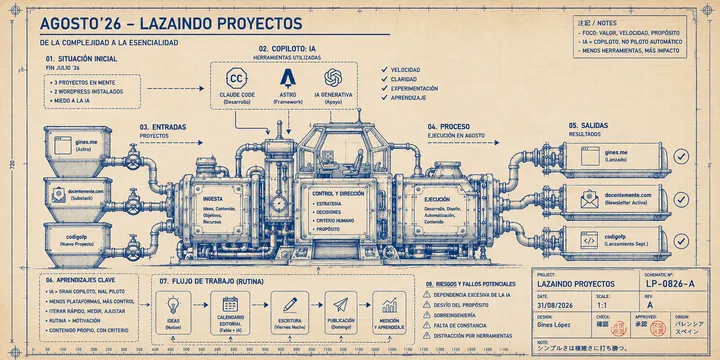 AGOSTO'26 – LAZAINDO PROYECTOS
DE LA COMPLEJIDAD A LA ESENCIALIDAD
注記 / NOTES
– FOCO: VALOR, VELOCIDAD, PROPÓSITO
– IA = COPILOTO, NO PILOTO AUTOMÁTICO
– MENOS HERRAMIENTAS, MÁS IMPACTO
01. SITUACIÓN INICIAL
FIN JULIO '26
• 3 PROYECTOS EN MENTE
• 2 WORDPRESS INSTALADOS
• MIEDO A LA IA
02. COPILOTO: IA
HERRAMIENTAS UTILIZADAS
CC
CLAUDE CODE
(Desarrollo)
ASTRO
(Framework)
IA GENERATIVA
(Apoyo)
✓ VELOCIDAD
✓ CLARIDAD
✓ EXPERIMENTACIÓN
✓ APRENDIZAJE
03. ENTRADAS
PROYECTOS
gines.me
(Astro)
docentemente.com
(Substack)
codigofp
(Nuevo Proyecto)
INGESTA
Ideas, Contenido,
Objetivos,
Recursos
CONTROL Y DIRECCIÓN
• ESTRATEGIA
• DECISIONES
• CRITERIO HUMANO
• PROPÓSITO
04. PROCESO
EJECUCIÓN EN AGOSTO
EJECUCIÓN
Desarrollo, Diseño,
Automatización,
Contenido
05. SALIDAS
RESULTADOS
gines.me
(Lanzado)
docentemente.com
(Newsletter Activa)
</>
codigofp
(Lanzamiento Sept.)
720
06. APRENDIZAJES CLAVE
• IA = GRAN COPILOTO, MAL PILOTO
• MENOS PLATAFORMAS, MÁS CONTROL
• ITERAR RÁPIDO, MEDIR, AJUSTAR
• RUTINA > MOTIVACIÓN
• CONTENIDO PROPIO, CON CRITERIO
07. FLUJO DE TRABAJO (RUTINA)
IDEAS
(Notion)
CALENDARIO
EDITORIAL
(Fable + IA)
ESCRITURA
(Viernes Noche)
PUBLICACIÓN
(Domingo)
MEDICIÓN
Y APRENDIZAJE
08. RIESGOS Y FALLOS POTENCIALES
DEPENDENCIA EXCESIVA DE LA IA
DESVÍO DEL PROPÓSITO
SOBREINGENIERÍA
FALTA DE CONSTANCIA
DISTRACCIÓN POR HERRAMIENTAS
PROJECT:
LAZAINDO PROYECTOS
SCHEMATIC Nº:
LP-0826-A
DATE:
31/08/2026
SCALE:
1:1
REV:
A
DESIGN:
Gines López
CHECK:
確認
APPROVED:
承認
ORIGIN:
バレンシア
スペイン
NOTE:
シンプルさは複雑さに打ち勝つ。